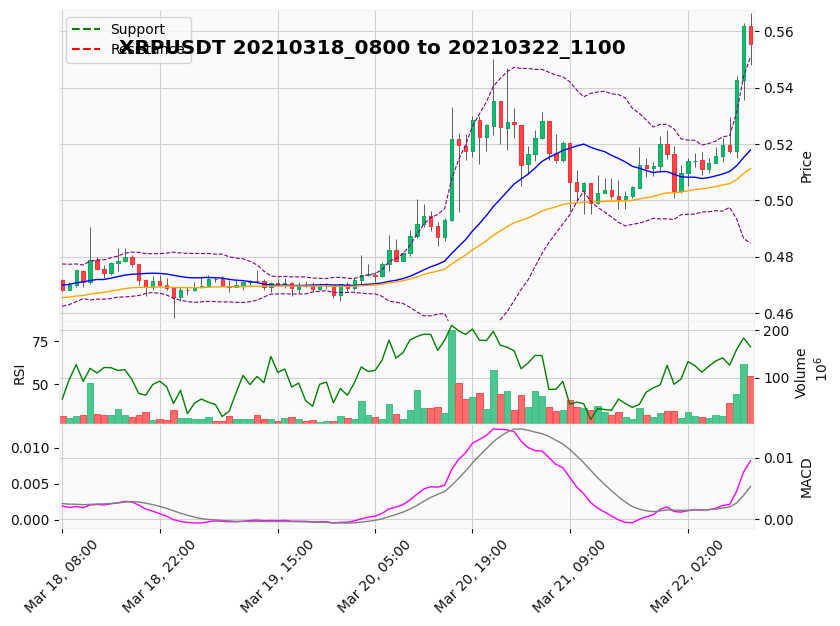 Support
Resistance
XRPUSDT 20210318_0800 to 20210322_1100
0.56
0.54
0.52
0.50
0.48
0.46
Price
75
50
RSI
200
100
Volume
10^6
0.010
0.005
0.000
0.01
0.00
MACD
Mar 18, 08:00
Mar 18, 22:00
Mar 19, 15:00
Mar 20, 05:00
Mar 20, 19:00
Mar 21, 09:00
Mar 22, 02:00